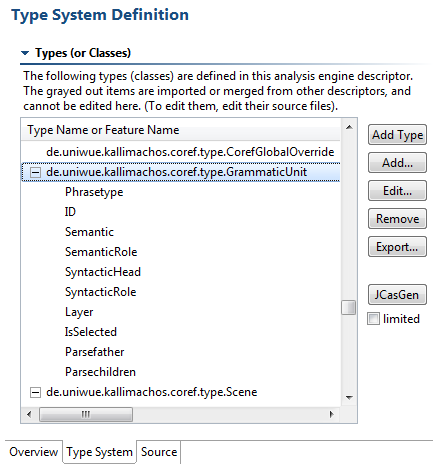 Type System Definition
Types (or Classes)
The following types (classes) are defined in this analysis engine descriptor.
The grayed out items are imported or merged from other descriptors, and
cannot be edited here. (To edit them, edit their source files).
Type Name or Feature Name
de.uniwue.kallimachos.coref.type.CorefGlobalOverride
de.uniwue.kallimachos.coref.type.GrammaticUnit
Phrasetype
ID
Semantic
SemanticRole
SyntacticHead
SyntacticRole
Layer
IsSelected
Parsefather
Parsechildren
de.uniwue.kallimachos.coref.type.Scene
Add Type
Add...
Edit...
Remove
Export...
JCasGen
limited
Overview Type System Source